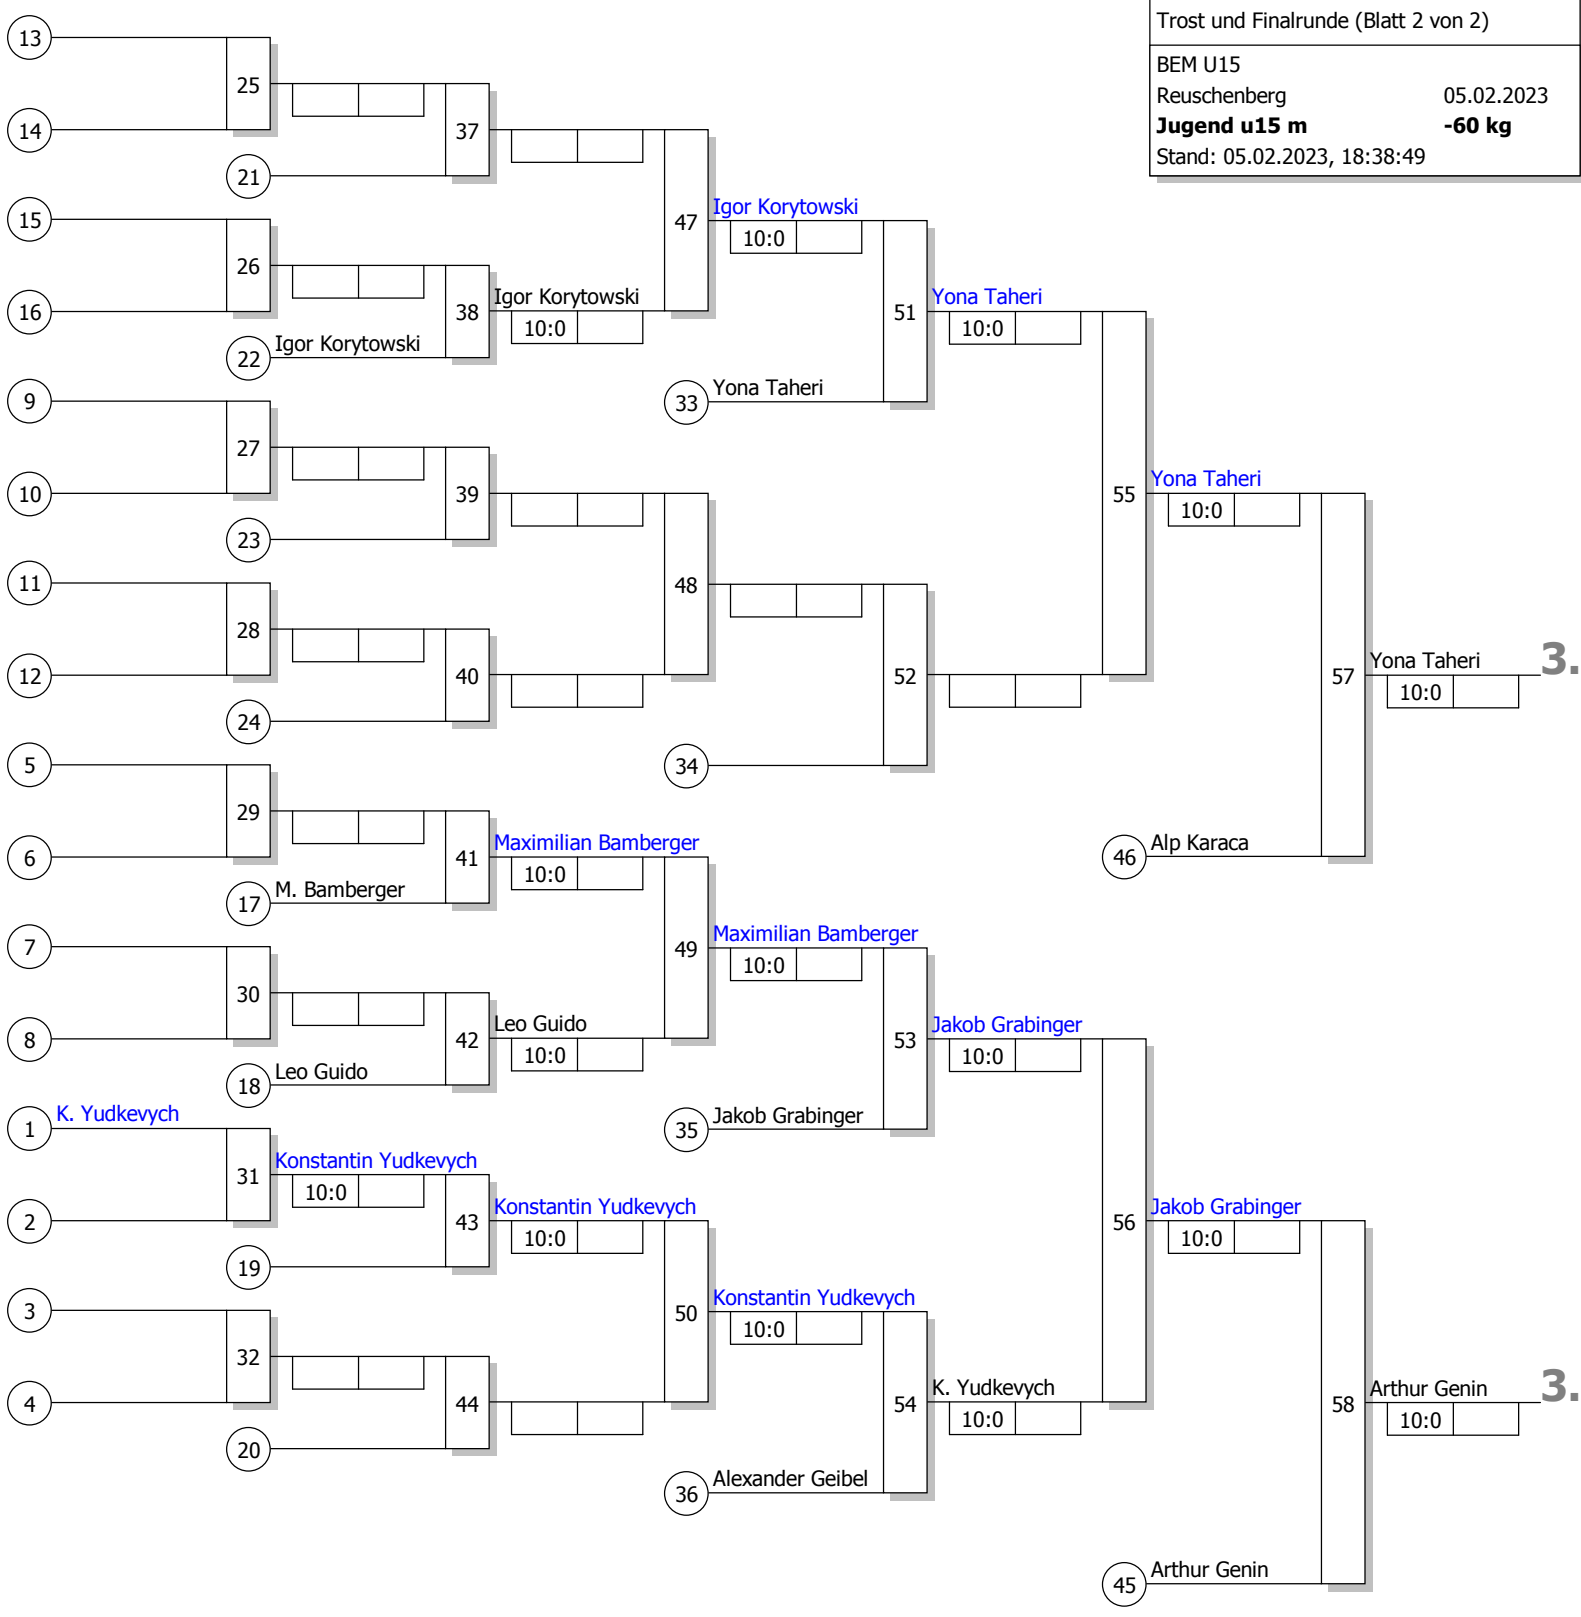 Trost und Finalrunde (Blatt 2 von 2)
BEM U15
Reuschenberg 05.02.2023
Jugend u15 m -60 kg
Stand: 05.02.2023, 18:38:49
13
25
14
37
21
15
47
Igor Korytowski
10:0
26
16
38
Igor Korytowski
10:0
22
Igor Korytowski
51
Yona Taheri
10:0
33
Yona Taheri
9
27
10
39
23
55
Yona Taheri
10:0
11
48
28
12
40
24
52
34
57
Yona Taheri
10:0
3.
46
Alp Karaca
5
29
6
41
Maximilian Bamberger
10:0
17
M. Bamberger
7
49
Maximilian Bamberger
10:0
30
8
42
Leo Guido
10:0
18
Leo Guido
53
Jakob Grabinger
10:0
35
Jakob Grabinger
1
K. Yudkevych
31
Konstantin Yudkevych
10:0
2
43
Konstantin Yudkevych
10:0
19
56
Jakob Grabinger
10:0
3
50
Konstantin Yudkevych
10:0
32
4
44
20
54
K. Yudkevych
10:0
36
Alexander Geibel
58
Arthur Genin
10:0
3.
45
Arthur Genin